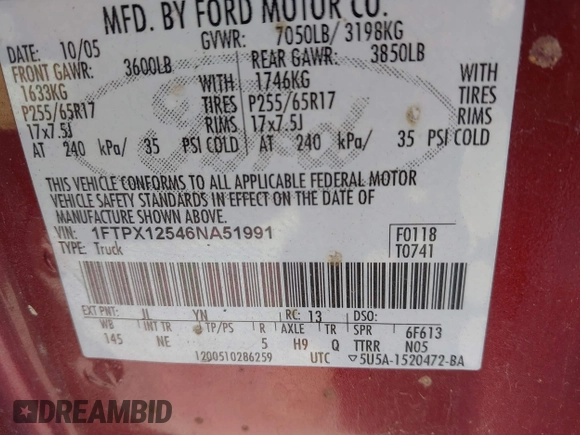 MFD. BY FORD MOTOR CO.
DATE: 10/05 GVWR: 7050LB/ 3198KG
FRONT GAWR: 3600LB REAR GAWR: 3850LB
1633KG WITH 1746KG WITH
P255/65R17 TIRES P255/65R17 TIRES
17x7.5J RIMS 17x7.5J RIMS
AT 240 kPa/ 35 PSI COLD AT 240 kPa/ 35 PSI COLD
Ford
THIS VEHICLE CONFORMS TO ALL APPLICABLE FEDERAL MOTOR
VEHICLE SAFETY STANDARDS IN EFFECT ON THE DATE OF
MANUFACTURE SHOWN ABOVE.
VIN: 1FTPX12546NA51991 F0118
TYPE: Truck T0741
EXT PNT: JL YN RC: 13 DSO:
WB INT TR TP/PS R AXLE TR SPR 6F613
145 NE 5 H9 Q TTRR N05
1200510286259 UTC ▽5U5A-1520472-BA
DREAMBID